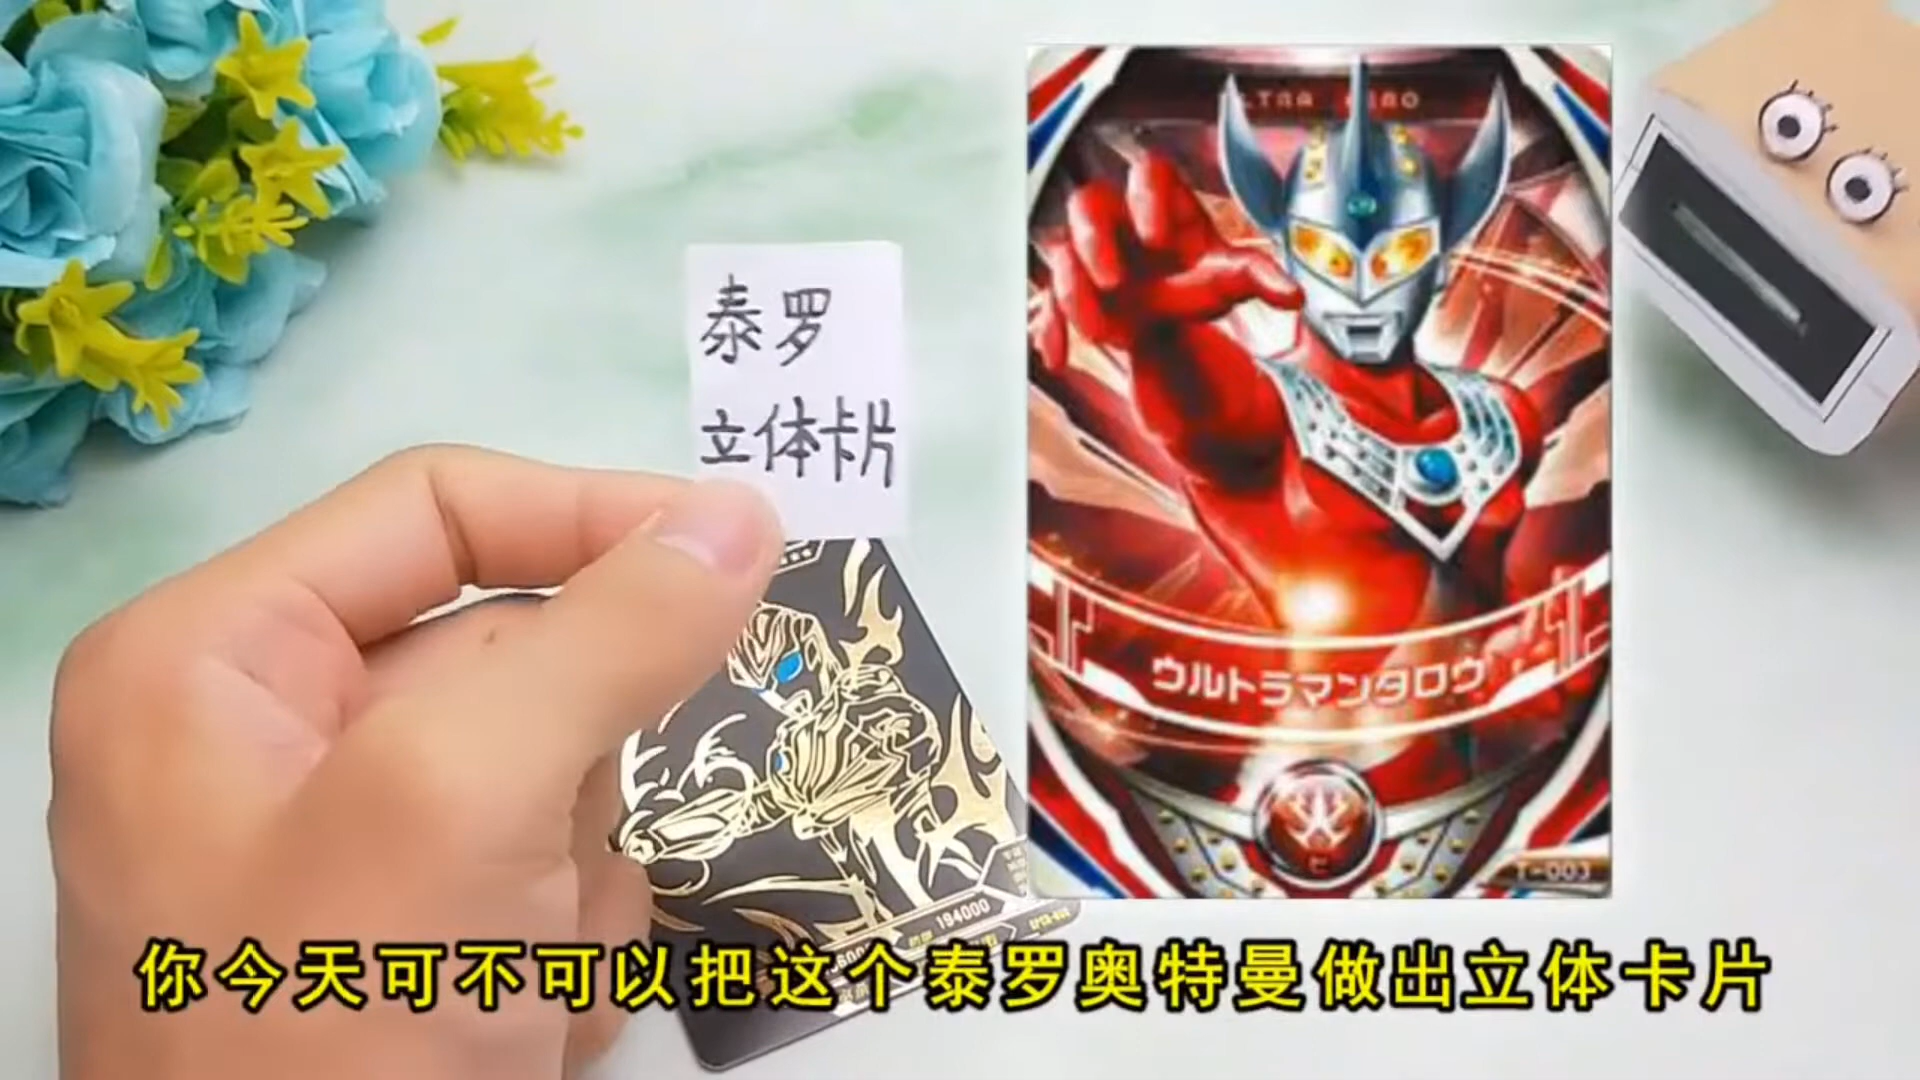 泰罗
立体卡片
ウルトラマンタロウ
T-003
194000
你今天可不可以把这个泰罗奥特曼做出立体卡片